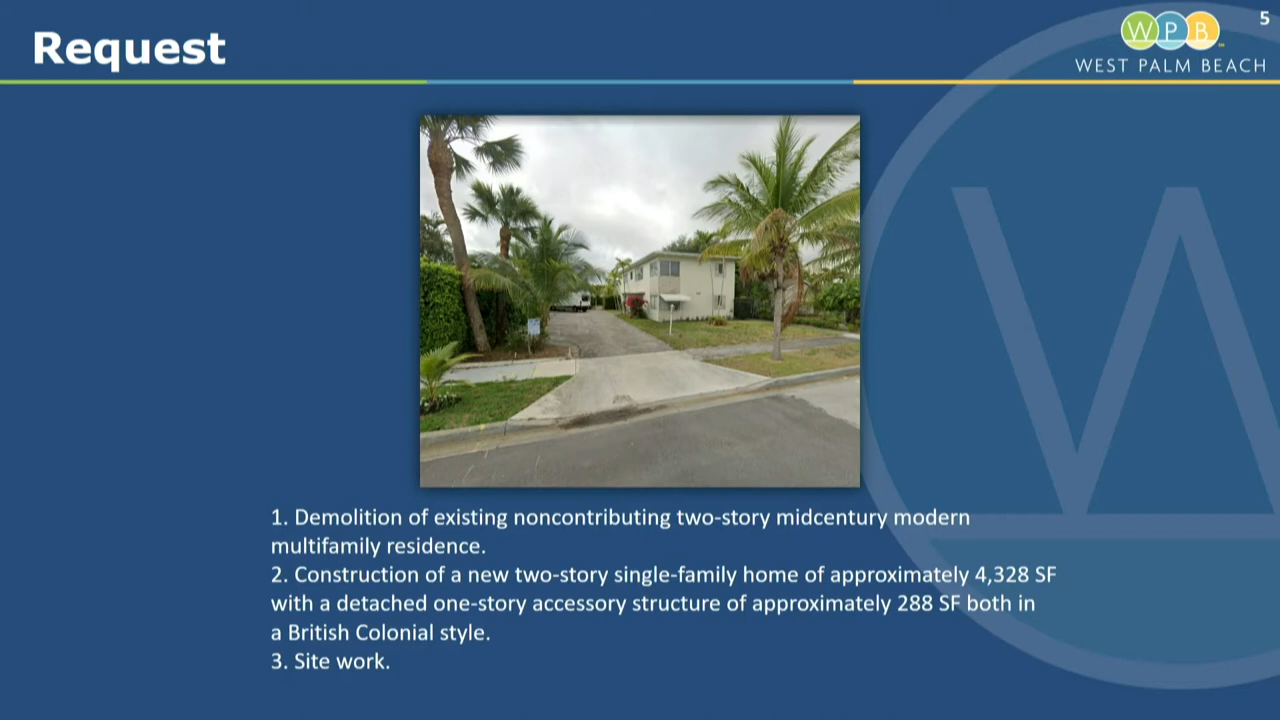 Request
5
WPB
WEST PALM BEACH
1. Demolition of existing noncontributing two-story midcentury modern
multifamily residence.
2. Construction of a new two-story single-family home of approximately 4,328 SF
with a detached one-story accessory structure of approximately 288 SF both in
a British Colonial style.
3. Site work.